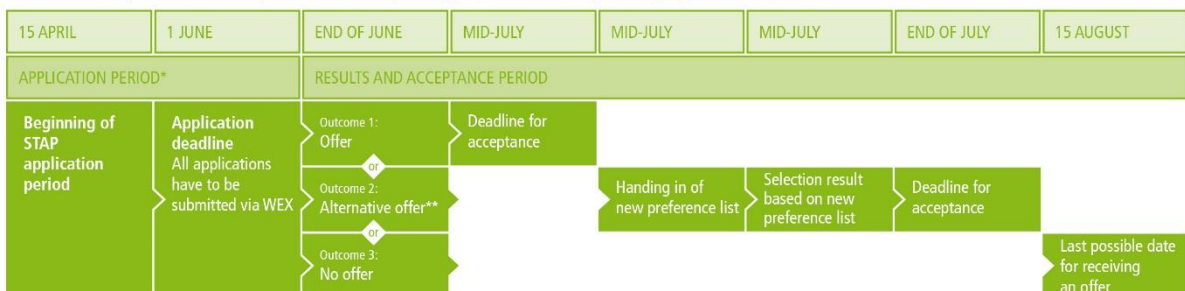 15 APRIL
1 JUNE
END OF JUNE
MID-JULY
MID-JULY
MID-JULY
END OF JULY
15 AUGUST
APPLICATION PERIOD*
RESULTS AND ACCEPTANCE PERIOD
Beginning of
STAP
application
period
Application
deadline
All applications
have to be
submitted via WEX
Outcome 1:
Offer
or
Outcome 2:
Alternative offer**
or
Outcome 3:
No offer
Deadline for
acceptance
Handing in of
new preference list
Selection result
based on new
preference list
Deadline for
acceptance
Last possible date
for receiving
an offer